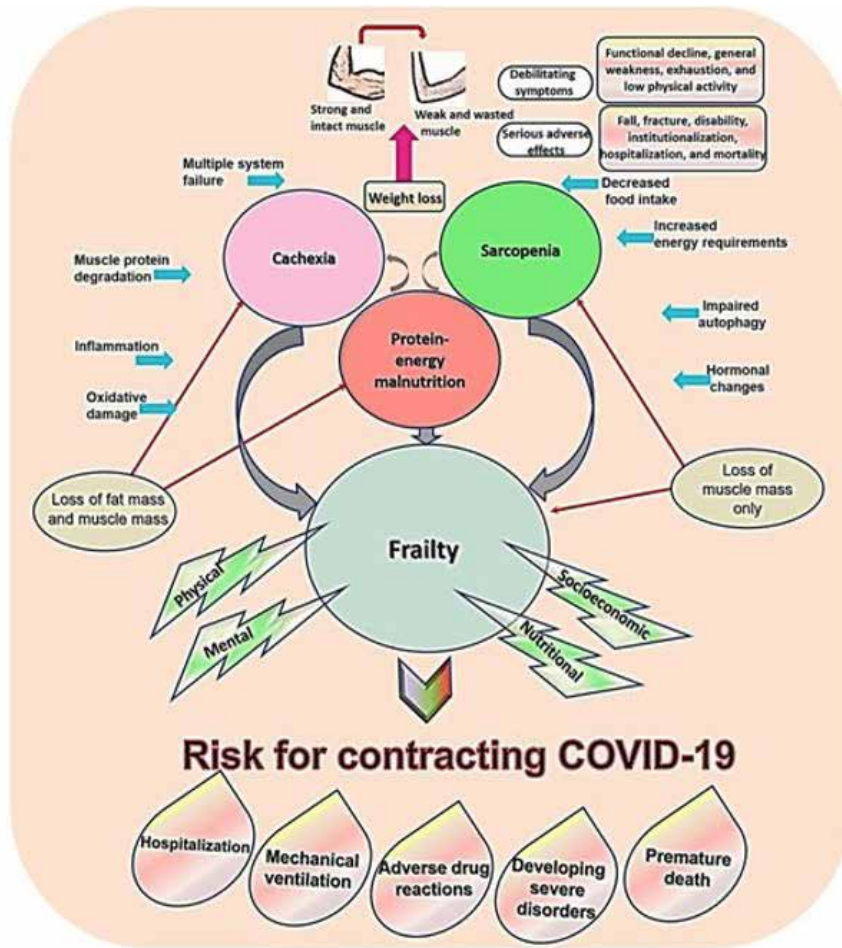 Functional decline, general
weakness, exhaustion, and
low physical activity
Debilitating
symptoms
Strong and
intact muscle
Weak and wasted
muscle
Serious adverse
effects
Fall, fracture, disability,
institutionalization,
hospitalization, and mortality
Multiple system
failure
Weight loss
Decreased
food intake
Cachexia
Sarcopenia
Increased
energy requirements
Muscle protein
degradation
Impaired
autophagy
Inflammation
Protein-
energy
malnutrition
Hormonal
changes
Oxidative
damage
Loss of fat mass
and muscle mass
Loss of
muscle mass
only
Frailty
Physical
Mental
Socioeconomic
Nutritional
Risk for contracting COVID-19
Hospitalization
Mechanical
ventilation
Adverse drug
reactions
Developing
severe
disorders
Premature
death